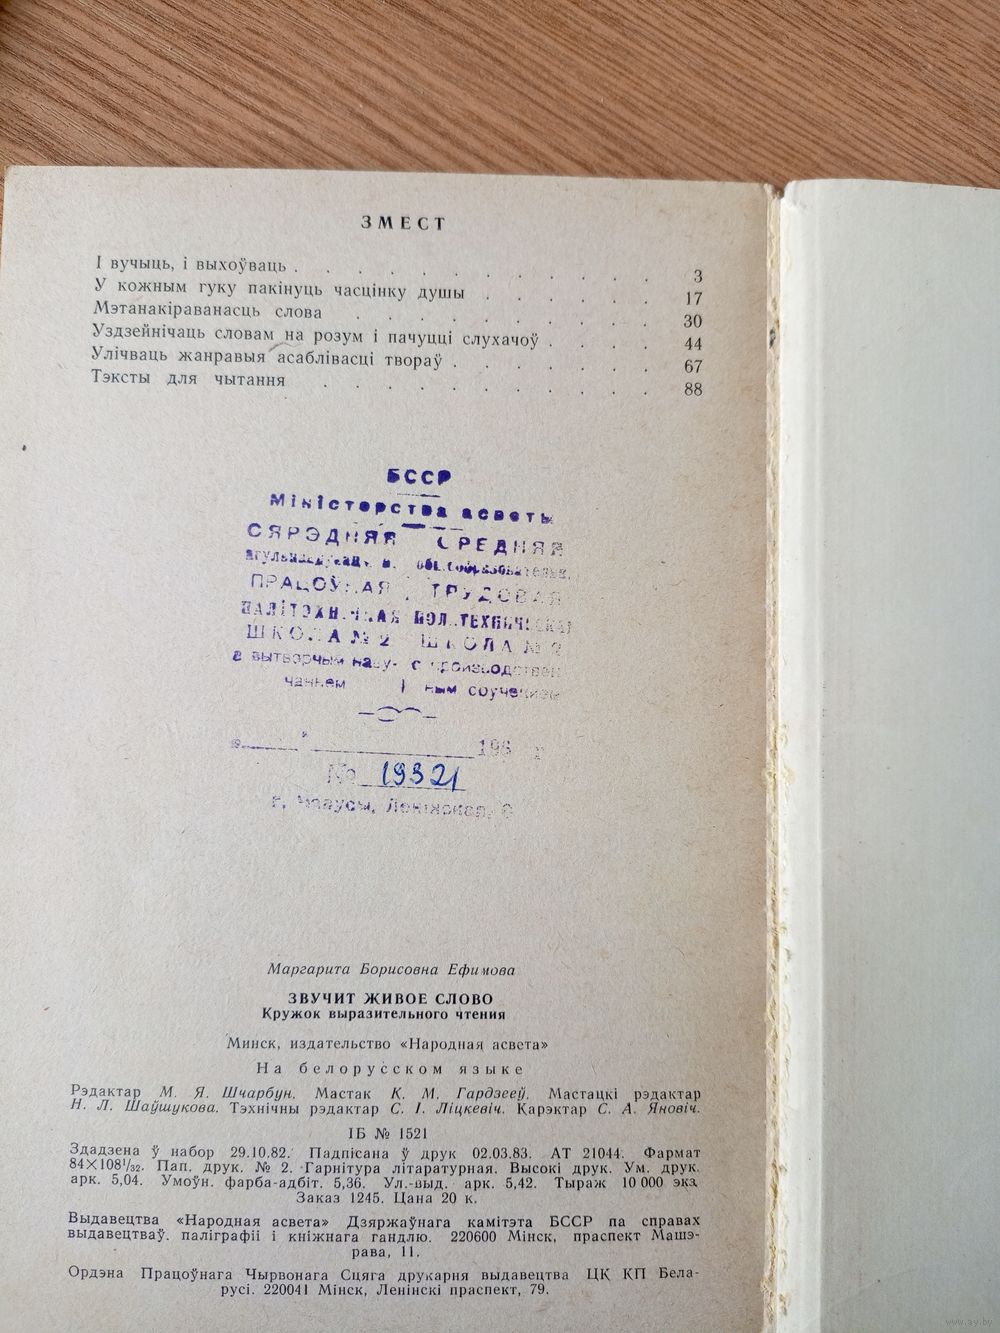 ЗМЕСТ
І вучыць, і выхоўваць . . . . . . . . . . . 3
У кожным гуку пакінуць часцінку душы . . . . . . 17
Мэтанакіраванасць слова . . . . . . . . . . 30
Уздзейнічаць словам на розум і пачуцці слухачоў . . . . 44
Улічваць жанравыя асаблівасці твораў . . . . . . . 67
Тэксты для чытання . . . . . . . . . . 88
БССР
Міністэрства асветы
СЯРЭДНЯЯ СРЕДНЯЯ
ПРАЦОЎНАЯ ТРУДОВАЯ
ШКОЛА № 2 ШКОЛА № 2
196 г.
№ 19321
Маргарита Борисовна Ефимова
ЗВУЧИТ ЖИВОЕ СЛОВО
Кружок выразительного чтения
Минск, издательство «Народная асвета»
На белорусском языке
Рэдактар М. Я. Шчарбун. Мастак К. М. Гардзееў. Мастацкі рэдактар
Н. Л. Шаўшукова. Тэхнічны рэдактар С. І. Ліцкевіч. Карэктар С. А. Яновіч.
ІБ № 1521
Здадзена ў набор 29.10.82. Падпісана ў друк 02.03.83. АТ 21044. Фармат
84×108¹/₃₂. Пап. друк. № 2. Гарнітура літаратурная. Высокі друк. Ум. друк.
арк. 5,04. Умоўн. фарба-адбіт. 5,36. Ул.-выд. арк. 5,42. Тыраж 10 000 экз.
Заказ 1245. Цана 20 к.
Выдавецтва «Народная асвета» Дзяржаўнага камітэта БССР па справах
выдавецтваў, паліграфіі і кніжнага гандлю. 220600 Мінск, праспект Машэ-
рава, 11.
Ордэна Працоўнага Чырвонага Сцяга друкарня выдавецтва ЦК КП Бела-
русі. 220041 Мінск, Ленінскі праспект, 79.
www.ay.by